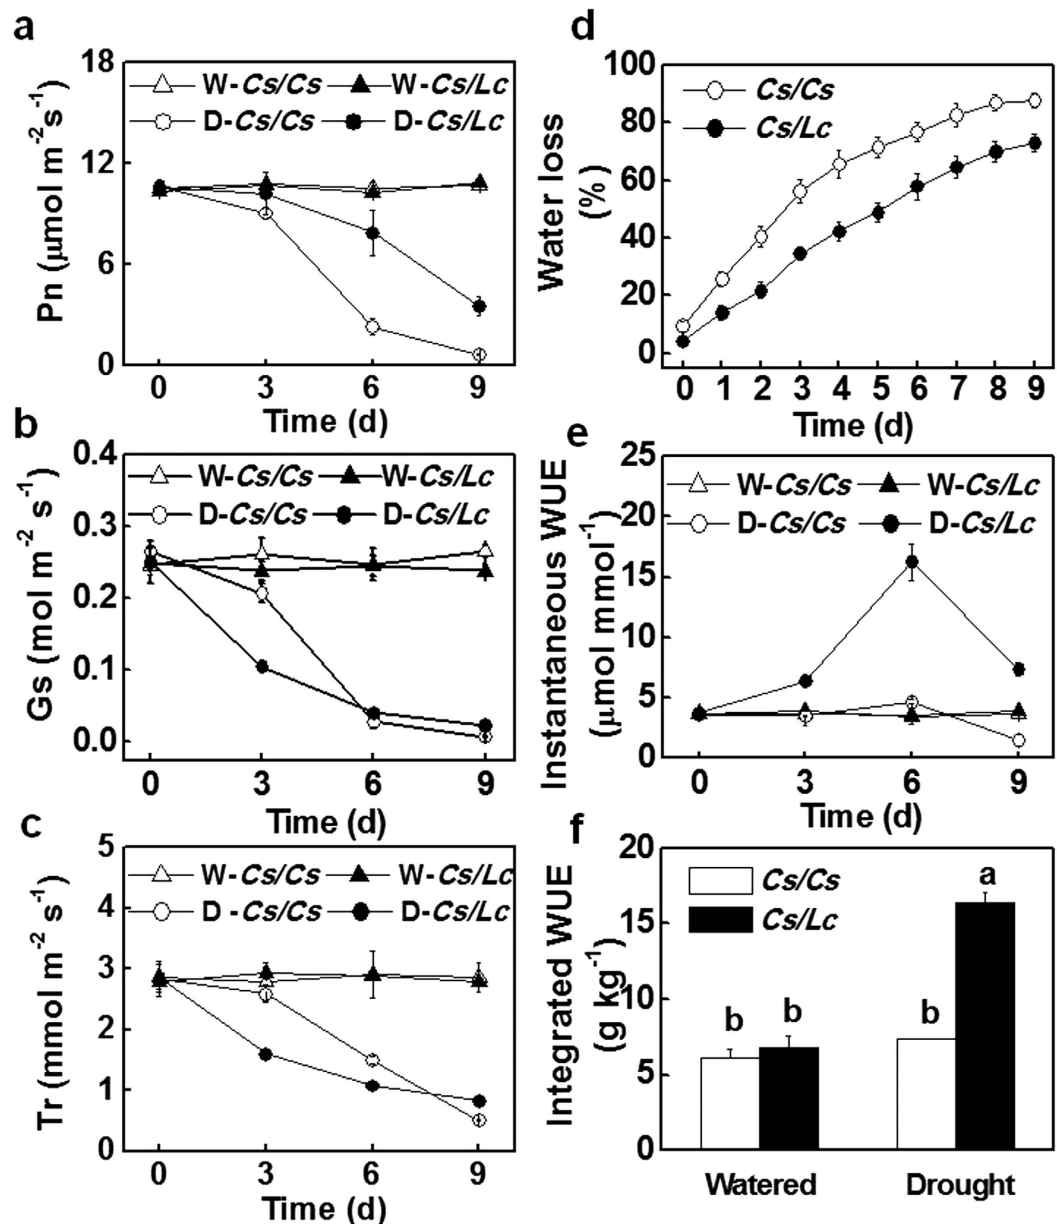 a
18
12
6
0
Pn (μmol m-2s-1)
W-Cs/Cs W-Cs/Lc
D-Cs/Cs D-Cs/Lc
0 3 6 9
Time (d)
b
0.4
0.3
0.2
0.1
0.0
Gs (mol m-2 s-1)
W-Cs/Cs W-Cs/Lc
D-Cs/Cs D-Cs/Lc
0 3 6 9
Time (d)
c
5
4
3
2
1
0
Tr (mmol m-2 s-1)
W-Cs/Cs W-Cs/Lc
D -Cs/Cs D-Cs/Lc
0 3 6 9
Time (d)
d
100
80
60
40
20
0
Water loss
(%)
Cs/Cs
Cs/Lc
0 1 2 3 4 5 6 7 8 9
Time (d)
e
25
20
15
10
5
0
Instantaneous WUE
(μmol mmol-1)
W-Cs/Cs W-Cs/Lc
D-Cs/Cs D-Cs/Lc
0 3 6 9
Time (d)
f
20
15
10
5
0
Integrated WUE
(g kg-1)
Cs/Cs
Cs/Lc
b b b a
Watered Drought